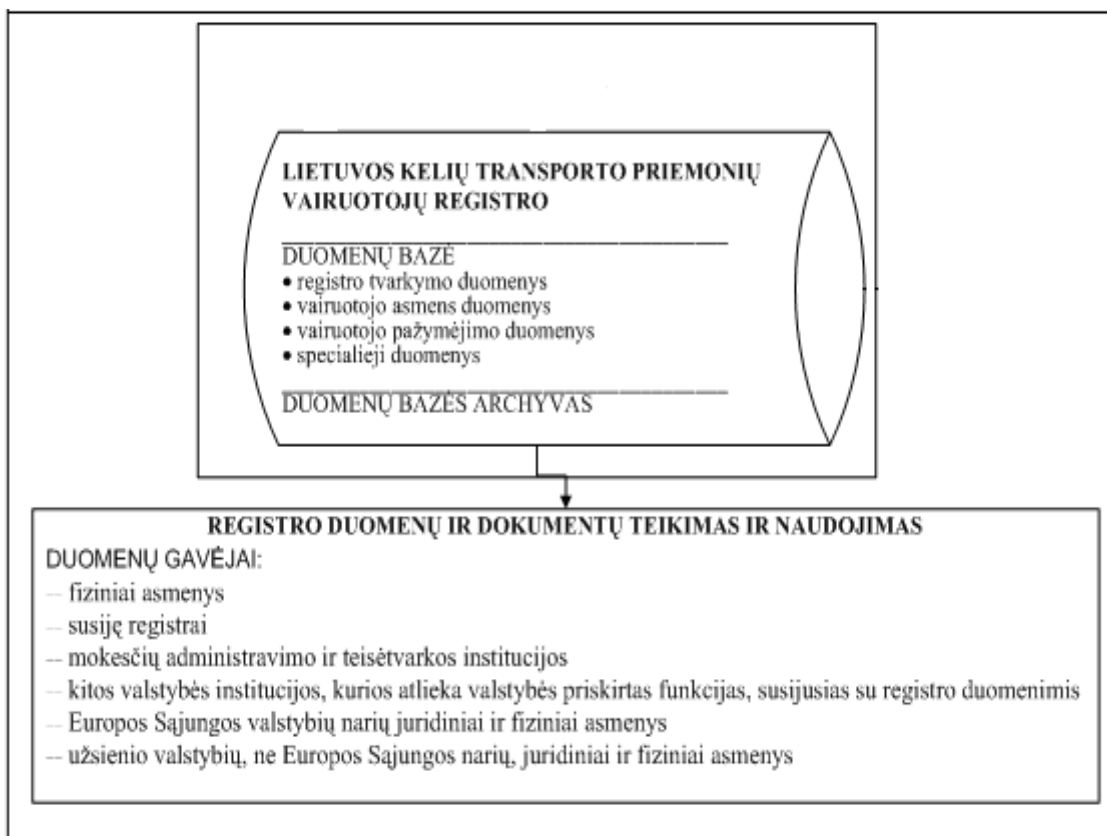 LIETUVOS KELIŲ TRANSPORTO PRIEMONIŲ
VAIRUOTOJŲ REGISTRO
DUOMENŲ BAZĖ
• registro tvarkymo duomenys
• vairuotojo asmens duomenys
• vairuotojo pažymėjimo duomenys
• specialieji duomenys
DUOMENŲ BAZĖS ARCHYVAS
REGISTRO DUOMENŲ IR DOKUMENTŲ TEIKIMAS IR NAUDOJIMAS
DUOMENŲ GAVĖJAI:
– fiziniai asmenys
– susiję registrai
– mokesčių administravimo ir teisėtvarkos institucijos
– kitos valstybės institucijos, kurios atlieka valstybės priskirtas funkcijas, susijusias su registro duomenimis
– Europos Sąjungos valstybių narių juridiniai ir fiziniai asmenys
– užsienio valstybių, ne Europos Sąjungos narių, juridiniai ir fiziniai asmenys